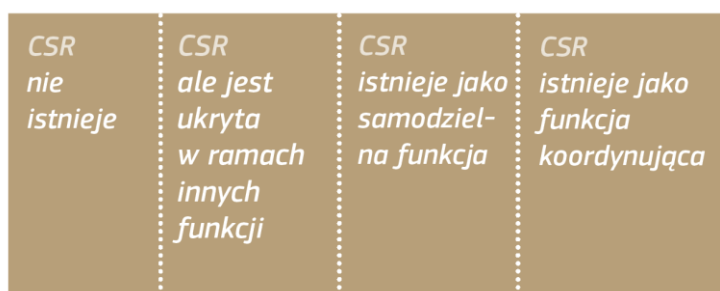 CSR
nie
istnieje
CSR
ale jest
ukryta
w ramach
innych
funkcji
CSR
istnieje jako
samodziel-
na funkcja
CSR
istnieje jako
funkcja
koordynująca